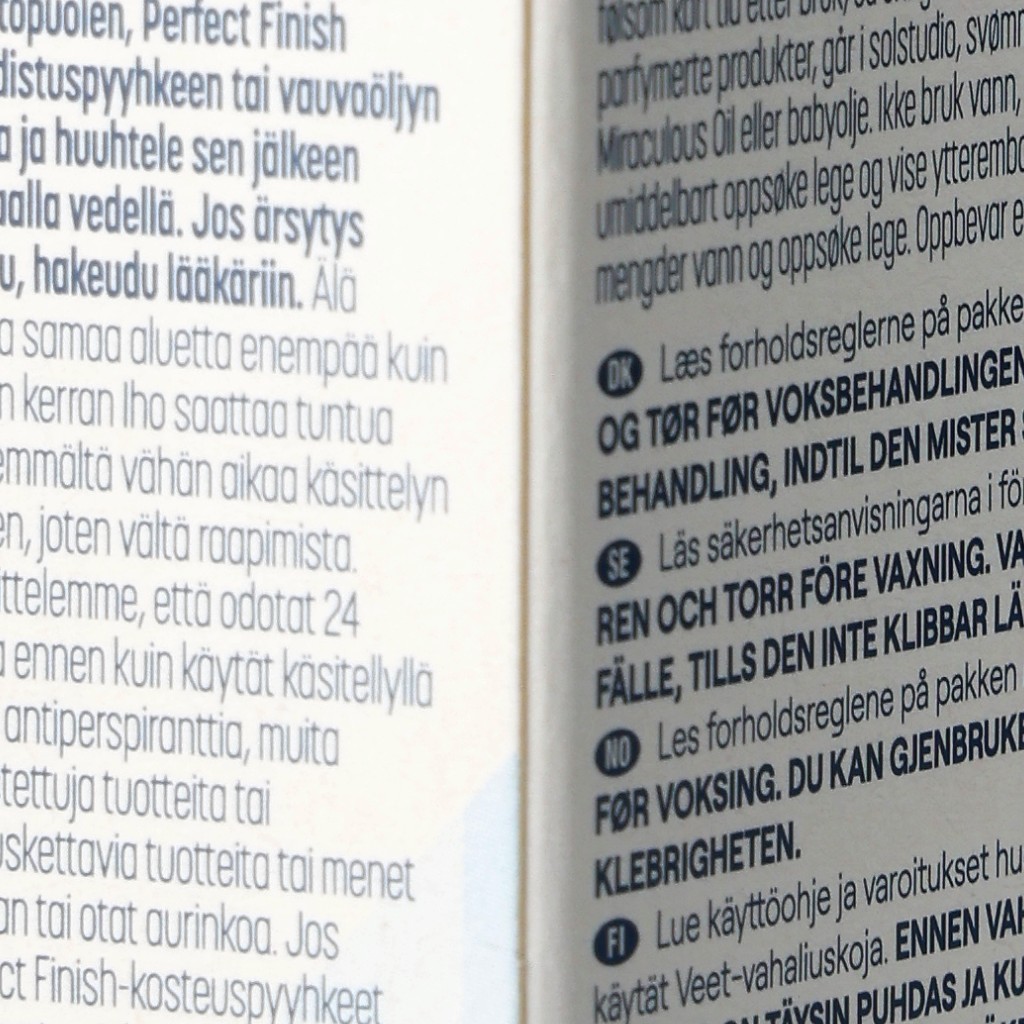 topuolen, Perfect Finish
distuspyyhkeen tai vauvaöljyn
a ja huuhtele sen jälkeen
aalla vedellä. Jos ärsytys
u, hakeudu lääkäriin. Älä
a samaa aluetta enempää kuin
n kerran Iho saattaa tuntua
emmältä vähän aikaa käsittelyn
en, joten vältä raapimista.
ittelemme, että odotat 24
a ennen kuin käytät käsitellyllä
antiperspiranttia, muita
tettuja tuotteita tai
uskettavia tuotteita tai menet
an tai otat aurinkoa. Jos
ct Finish-kosteuspyyhkeet
parfymerte produkter, går i solstudio, svømm
Miraculous Oil eller babyolje. Ikke bruk vann,
umiddelbart oppsøke lege og vise ytteremba
mengder vann og oppsøke lege. Oppbevar e
DK Læs forholdsreglerne på pakke
OG TØR FØR VOKSBEHANDLINGEN
BEHANDLING, INDTIL DEN MISTER S
SE Läs säkerhetsanvisningarna i för
REN OCH TORR FÖRE VAXNING. VA
FÄLLE, TILLS DEN INTE KLIBBAR LÄ
NO Les forholdsreglene på pakken
FØR VOKSING. DU KAN GJENBRUKE
KLEBRIGHETEN.
FI Lue käyttöohje ja varoitukset hu
käytät Veet-vahaliuskoja. ENNEN VAH
ON TÄYSIN PUHDAS JA KU